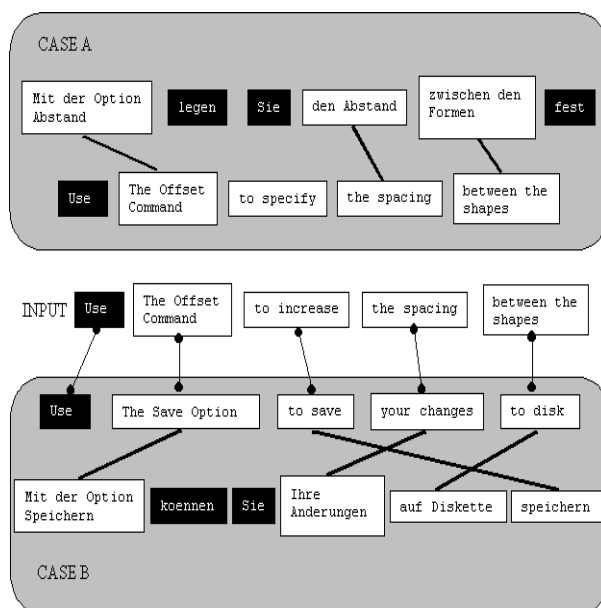 CASE A
Mit der Option
Abstand
legen
Sie
den Abstand
zwischen den
Formen
fest
Use
The Offset
Command
to specify
the spacing
between the
shapes
INPUT
Use
The Offset
Command
to increase
the spacing
between the
shapes
Use
The Save Option
to save
your changes
to disk
Mit der Option
Speichern
koennen
Sie
Ihre
Anderungen
auf Diskette
speichern
CASE B